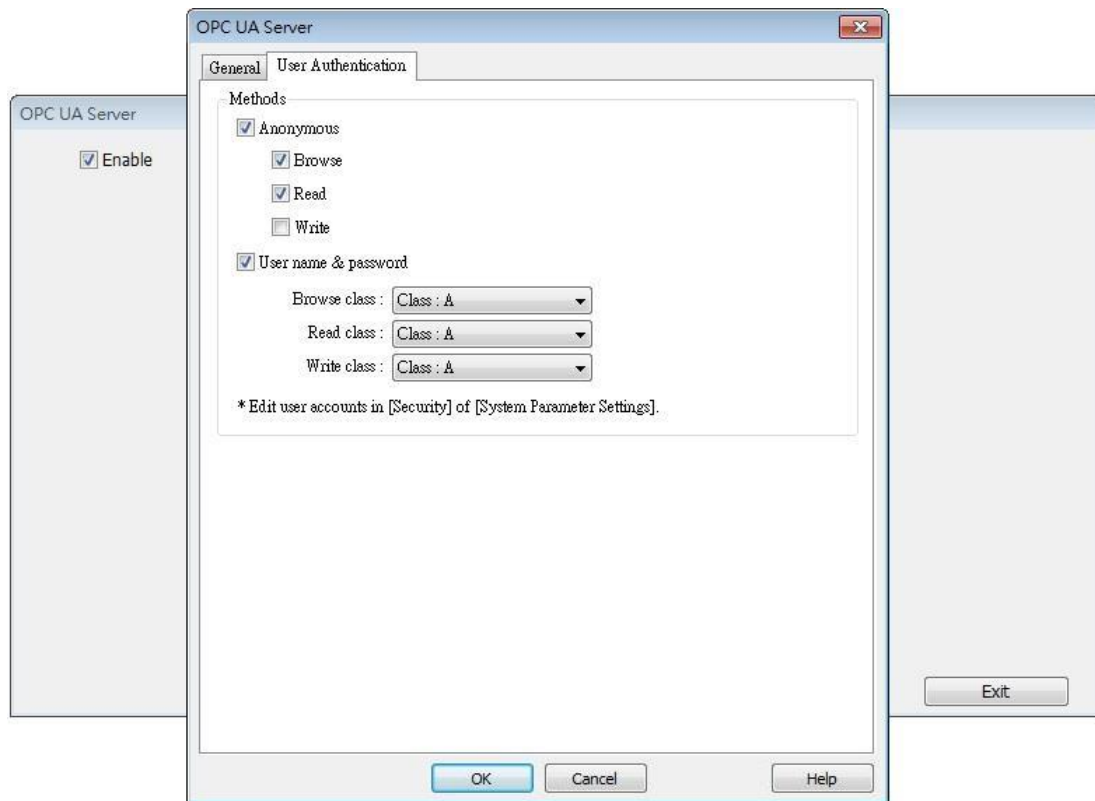 OPC UA Server
General
User Authentication
Methods
OPC UA Server
Anonymous
Enable
Browse
Read
Write
User name & password
Browse class :
Class : A
Read class :
Class : A
Write class :
Class : A
* Edit user accounts in [Security] of [System Parameter Settings].
Exit
OK
Cancel
Help